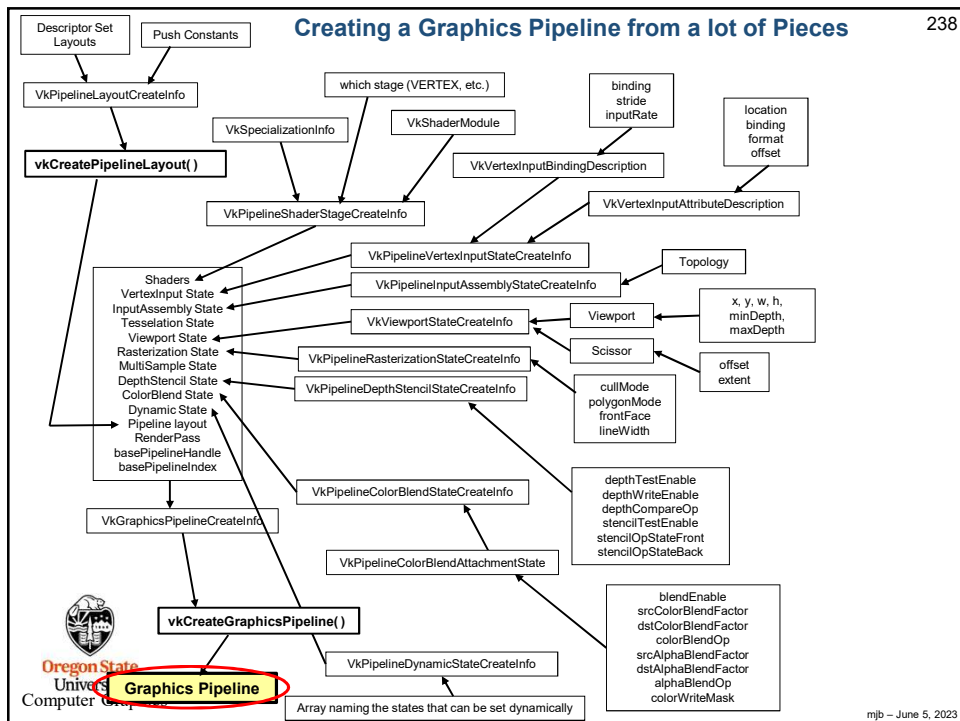 Creating a Graphics Pipeline from a lot of Pieces
238
Descriptor Set
Layouts
Push Constants
VkPipelineLayoutCreateInfo
vkCreatePipelineLayout( )
which stage (VERTEX, etc.)
VkSpecializationInfo
VkShaderModule
VkPipelineShaderStageCreateInfo
binding
stride
inputRate
VkVertexInputBindingDescription
location
binding
format
offset
VkVertexInputAttributeDescription
VkPipelineVertexInputStateCreateInfo
Topology
VkPipelineInputAssemblyStateCreateInfo
Shaders
VertexInput State
InputAssembly State
Tesselation State
Viewport State
Rasterization State
MultiSample State
DepthStencil State
ColorBlend State
Dynamic State
Pipeline layout
RenderPass
basePipelineHandle
basePipelineIndex
VkViewportStateCreateInfo
Viewport
x, y, w, h,
minDepth,
maxDepth
Scissor
offset
extent
VkPipelineRasterizationStateCreateInfo
cullMode
polygonMode
frontFace
lineWidth
VkPipelineDepthStencilStateCreateInfo
depthTestEnable
depthWriteEnable
depthCompareOp
stencilTestEnable
stencilOpStateFront
stencilOpStateBack
VkPipelineColorBlendStateCreateInfo
VkGraphicsPipelineCreateInfo
VkPipelineColorBlendAttachmentState
blendEnable
srcColorBlendFactor
dstColorBlendFactor
colorBlendOp
srcAlphaBlendFactor
dstAlphaBlendFactor
alphaBlendOp
colorWriteMask
vkCreateGraphicsPipeline( )
VkPipelineDynamicStateCreateInfo
Array naming the states that can be set dynamically
Oregon State
Univers
Graphics Pipeline
Computer Graphics
mjb – June 5, 2023